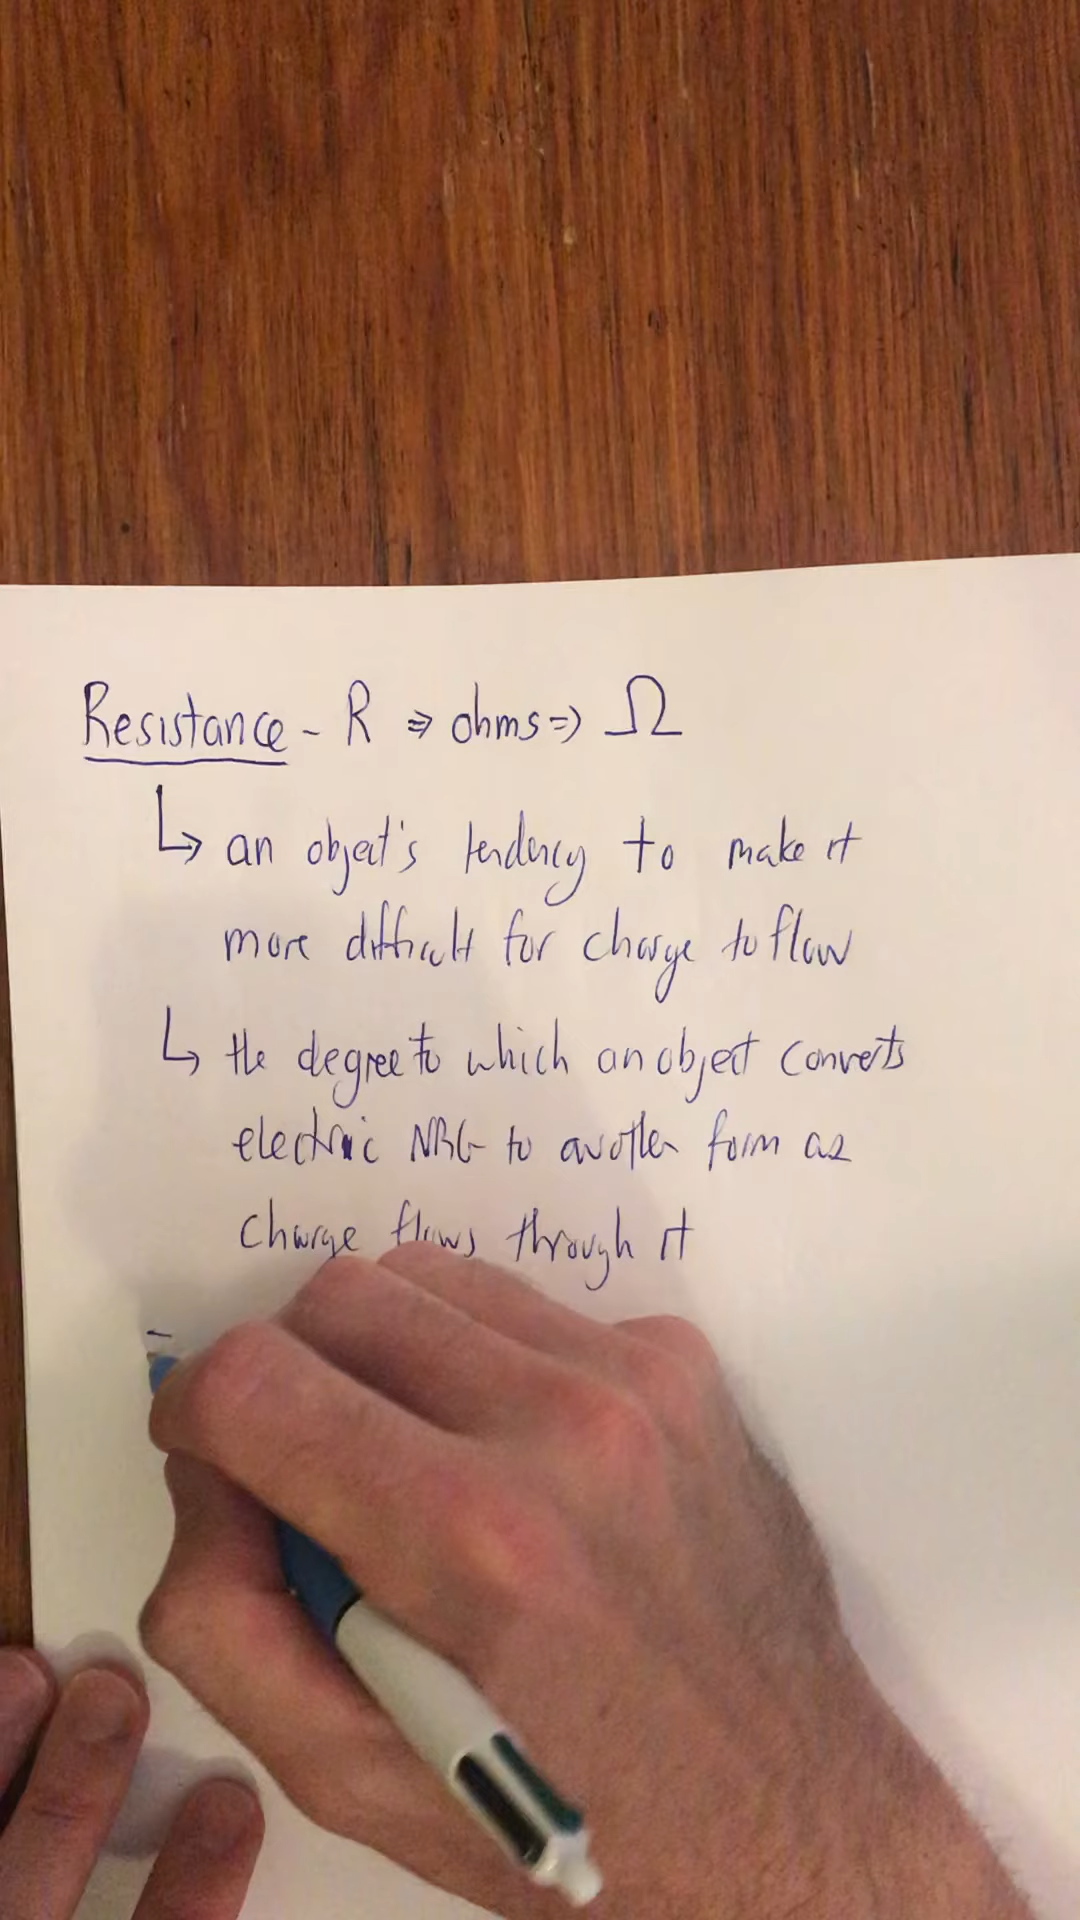 Resistance - R ⇒ ohms => Ω
↳ an object's tendency to make it
more difficult for charge to flow
↳ the degree to which an object converts
electric NRG to another form as
charge flows through it